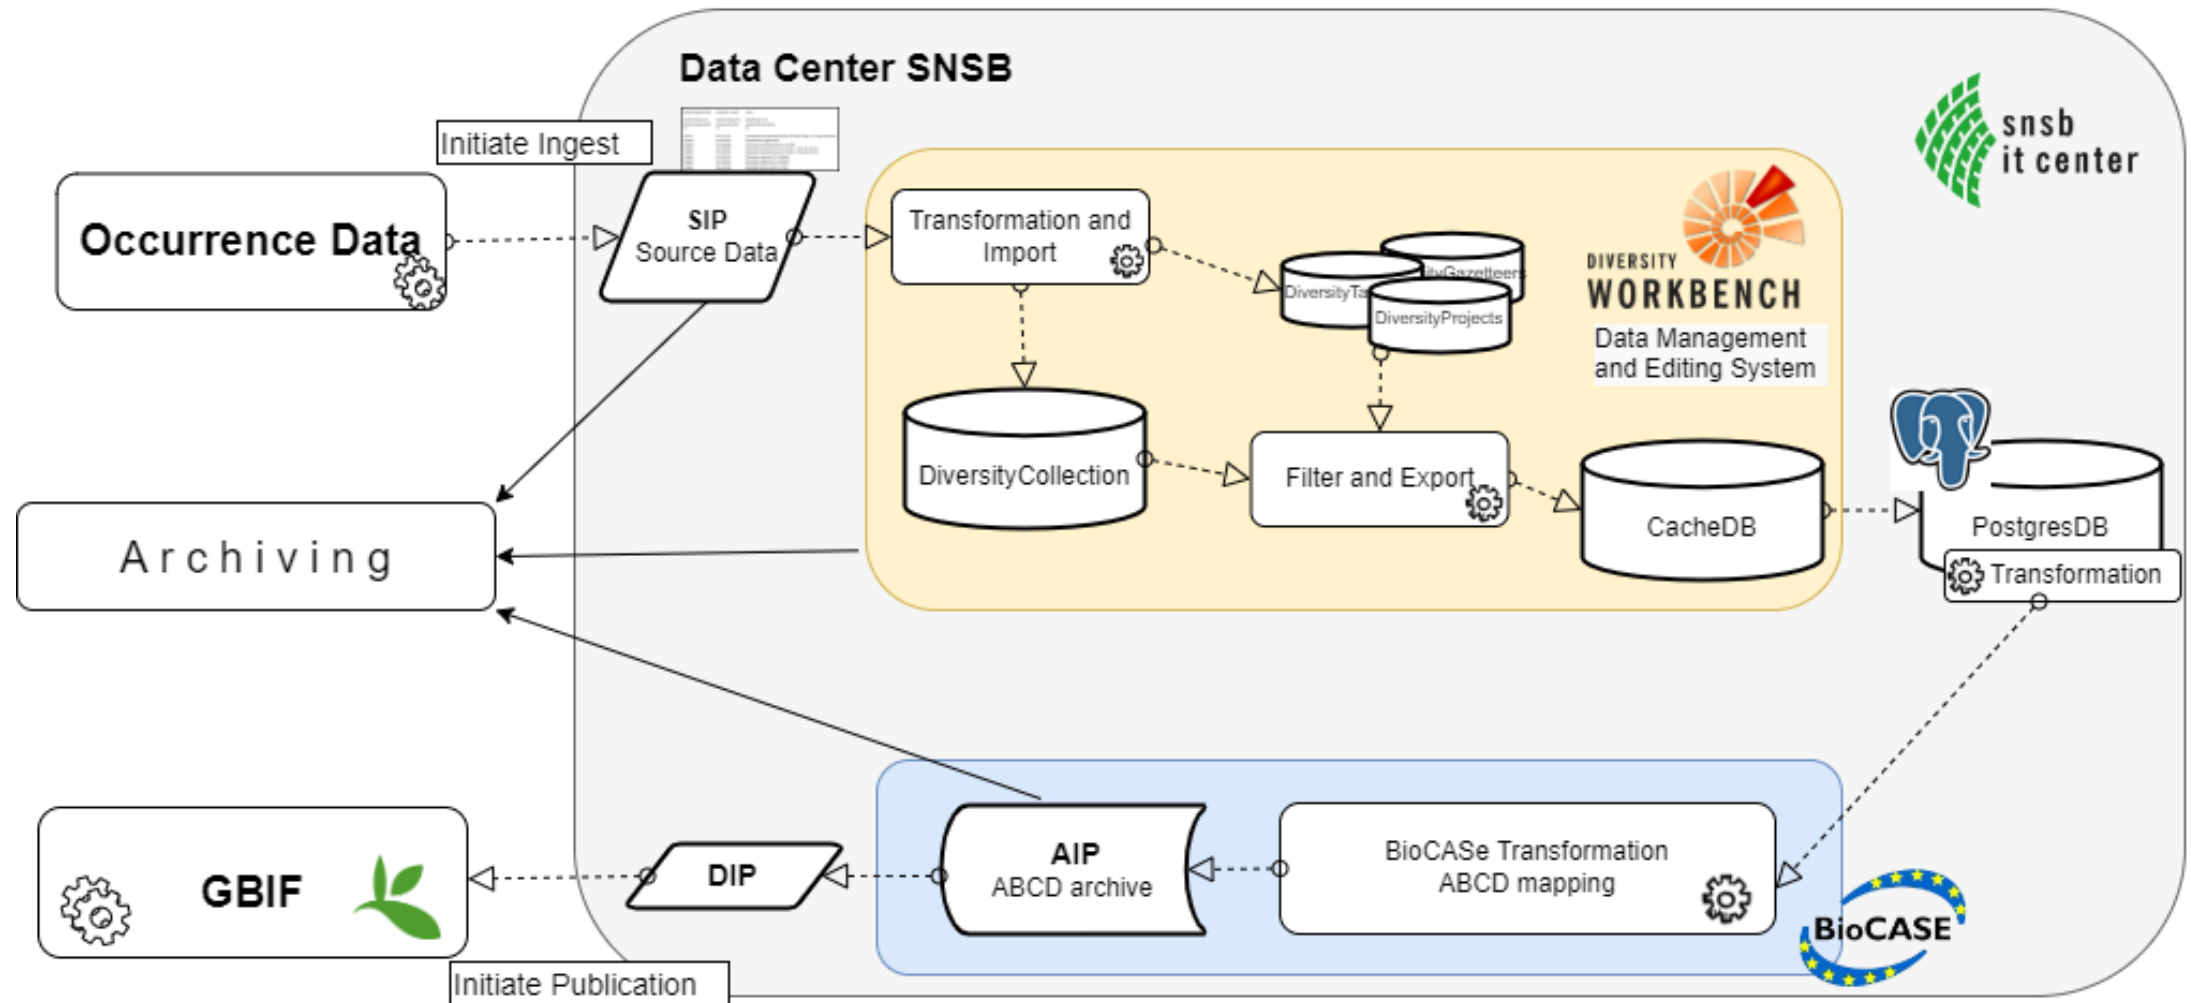 Data Center SNSB
snsb
it center
Initiate Ingest
Occurrence Data
SIP
Source Data
Transformation and
Import
DiversityProjects
DIVERSITY
WORKBENCH
Data Management
and Editing System
DiversityCollection
Filter and Export
CacheDB
PostgresDB
Transformation
Archiving
GBIF
DIP
AIP
ABCD archive
BioCASe Transformation
ABCD mapping
BioCASE
Initiate Publication